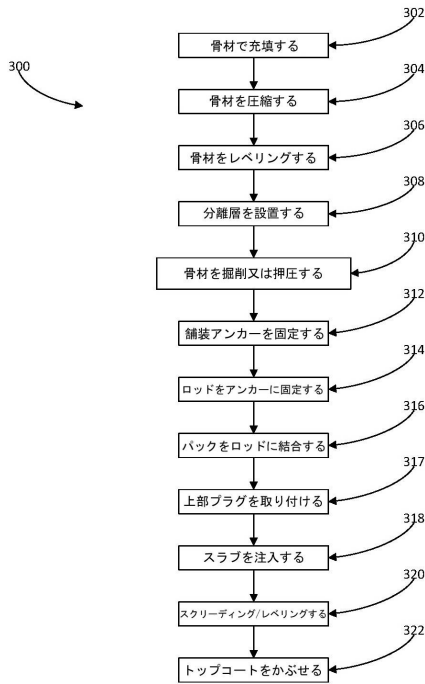 302
骨材で充填する
300
304
骨材を圧縮する
306
骨材をレベリングする
308
分離層を設置する
310
骨材を掘削又は押圧する
312
舗装アンカーを固定する
314
ロッドをアンカーに固定する
316
パックをロッドに結合する
317
上部プラグを取り付ける
318
スラブを注入する
320
スクリーディング/レベリングする
322
トップコートをかぶせる